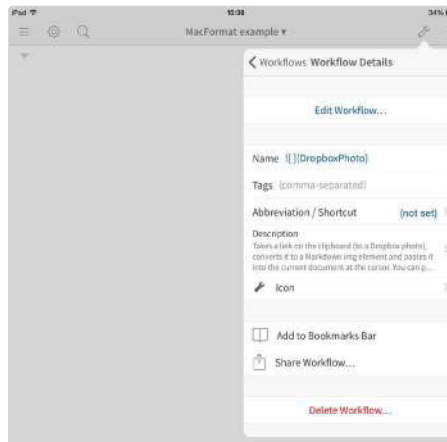 iPad 15:38 34%
MacFormat example ▾
Workflows Workflow Details
Edit Workflow...
Name ![](DropboxPhoto)
Tags (comma-separated)
Abbreviation / Shortcut (not set)
Description
Takes a link on the clipboard (to a Dropbox photo),
converts it to a Markdown img element and pastes it
into the current document at the cursor. You can p...
Icon
Add to Bookmarks Bar
Share Workflow...
Delete Workflow...